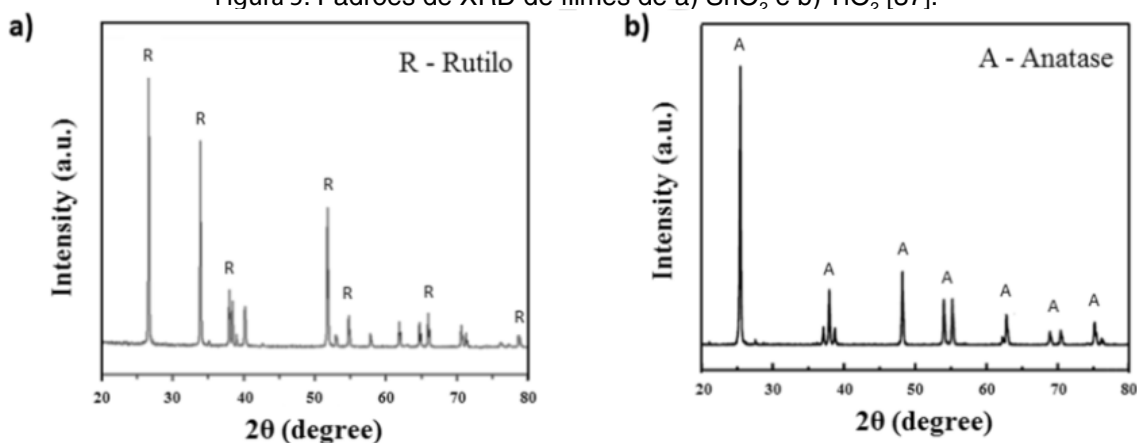 Figura 9: Padrões de XRD de filmes de a) SnO₂ e b) TiO₂ [37].
a)
R - Rutilo
R
R
R
R
R
R
R
Intensity (a.u.)
20 30 40 50 60 70 80
2θ (degree)
b)
A - Anatase
A
A
A
A
A
A
A
Intensity (a.u.)
20 30 40 50 60 70 80
2θ (degree)